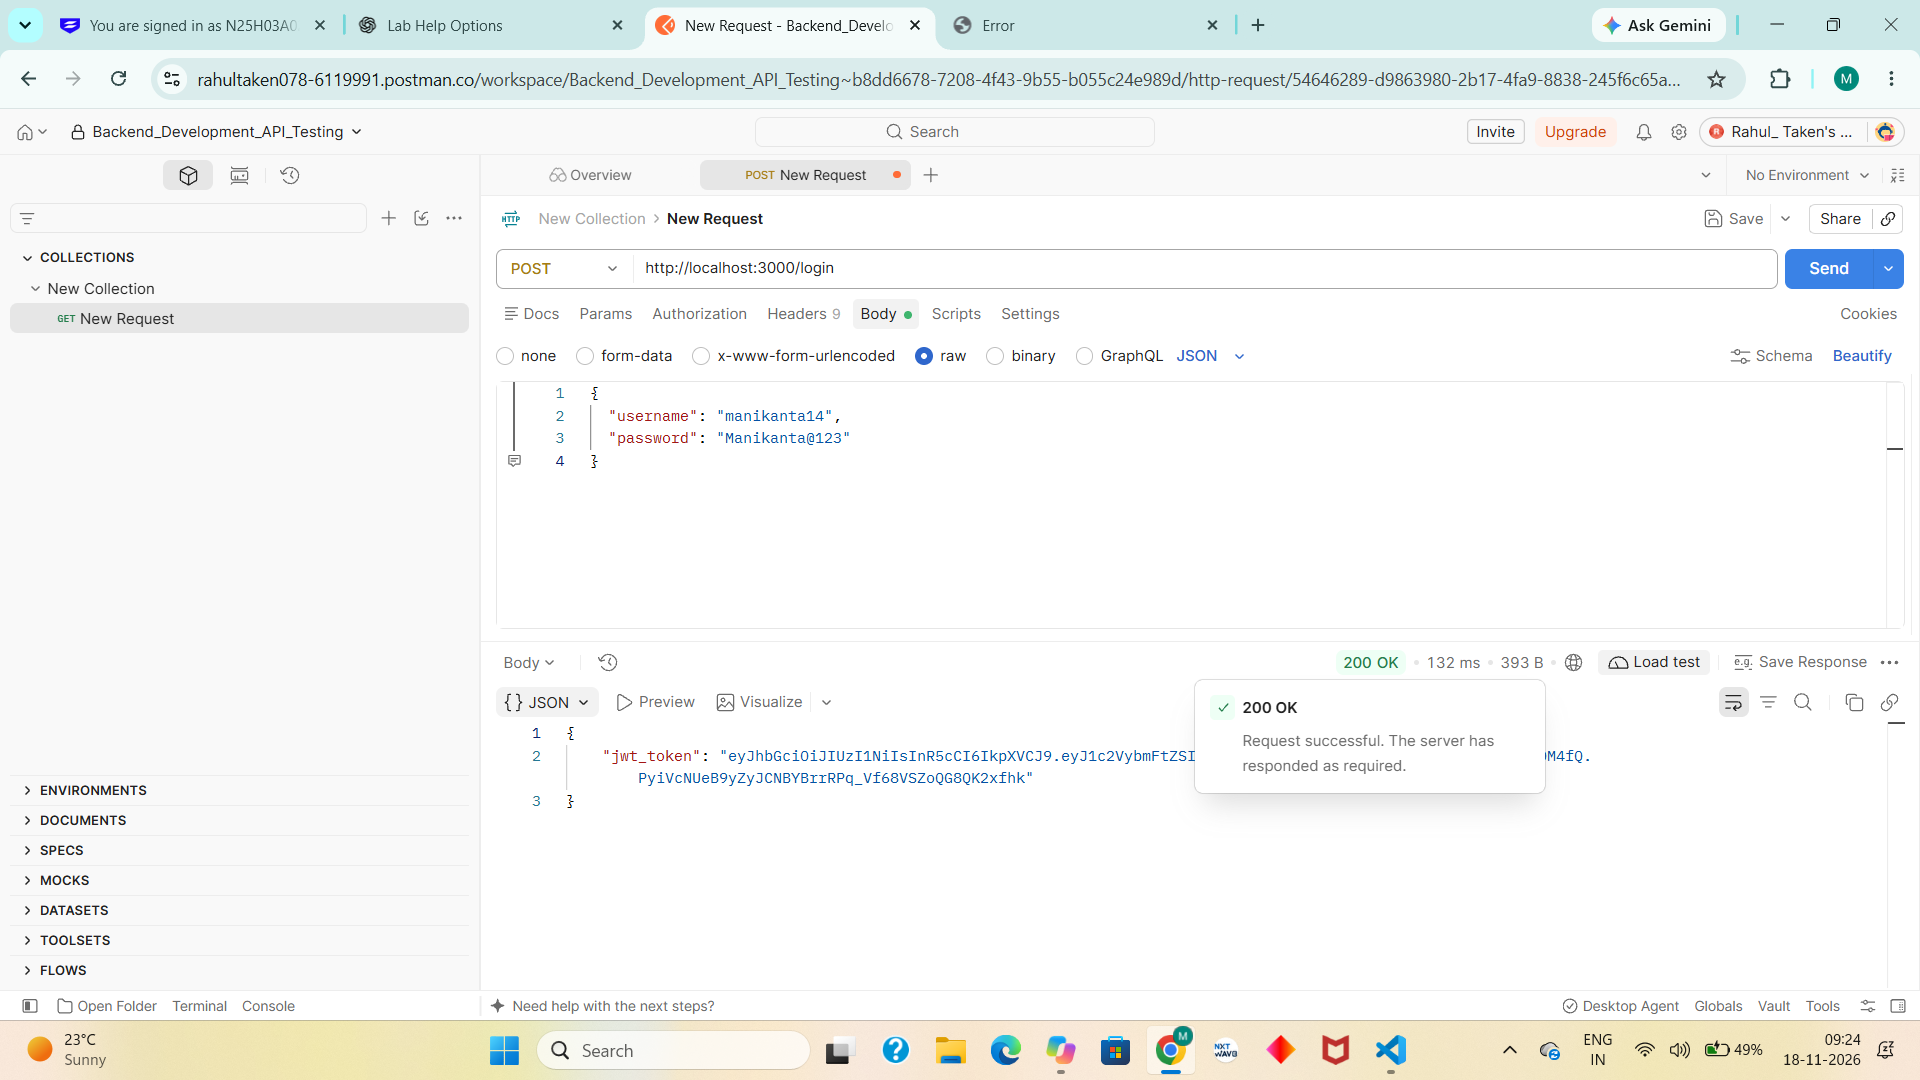 You are signed in as N25H03A0
Lab Help Options
New Request - Backend_Develo
Error
Ask Gemini
rahultaken078-6119991.postman.co/workspace/Backend_Development_API_Testing~b8dd6678-7208-4f43-9b55-b055c24e989d/http-request/54646289-d9863980-2b17-4fa9-8838-245f6c65a...
M
Backend_Development_API_Testing
Search
Invite
Upgrade
R Rahul_ Taken's ...
Overview
POST New Request
No Environment
HTTP New Collection > New Request
Save
Share
COLLECTIONS
New Collection
GET New Request
POST
http://localhost:3000/login
Send
Docs Params Authorization Headers 9 Body Scripts Settings
Cookies
none form-data x-www-form-urlencoded raw binary GraphQL JSON
Schema Beautify
1 {
2 "username": "manikanta14",
3 "password": "Manikanta@123"
4 }
Body
200 OK • 132 ms • 393 B
Load test
e.g. Save Response
{} JSON
Preview
Visualize
200 OK
Request successful. The server has
responded as required.
1 {
2 "jwt_token": "eyJhbGciOiJIUzI1NiIsInR5cCI6IkpXVCJ9.eyJ1c2VybmFtZSI
M4fQ.
PyiVcNUeB9yZyJCNBYBrrRPq_Vf68VSZoQG8QK2xfhk"
3 }
ENVIRONMENTS
DOCUMENTS
SPECS
MOCKS
DATASETS
TOOLSETS
FLOWS
Open Folder Terminal Console
Need help with the next steps?
Desktop Agent Globals Vault Tools
23°C
Sunny
Search
NXT
WAVE
M
ENG
IN
49%
09:24
18-11-2026